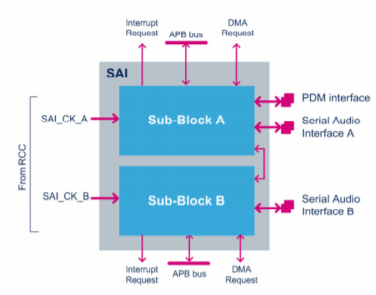 Interrupt
Request
APB bus
DMA
Request
SAI
PDM interface
SAI_CK_A
Sub-Block A
Serial Audio
Interface A
From RCC
SAI_CK_B
Sub-Block B
Serial Audio
Interface B
Interrupt
Request
APB bus
DMA
Request